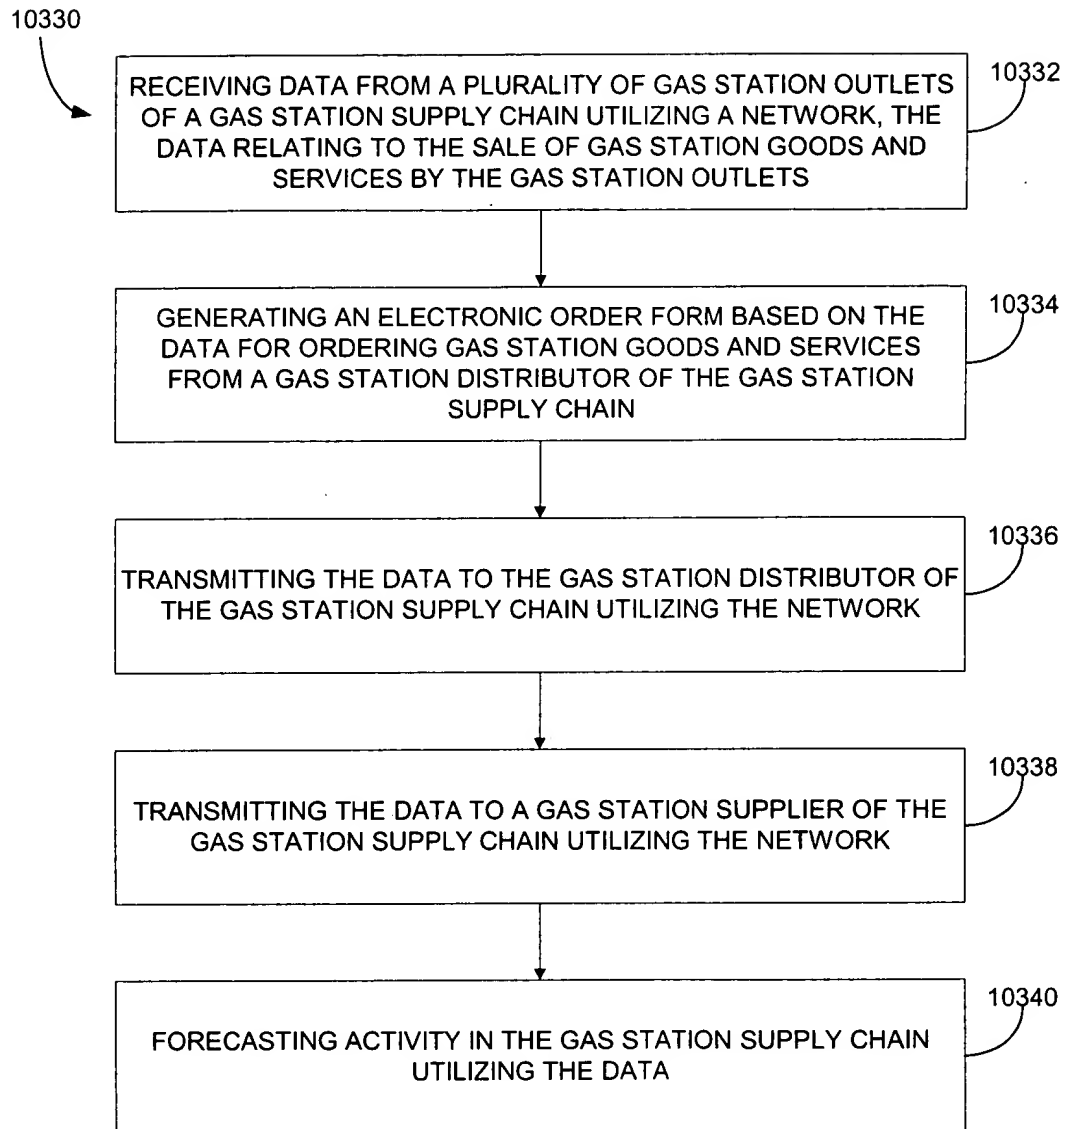 10330
10332
RECEIVING DATA FROM A PLURALITY OF GAS STATION OUTLETS
OF A GAS STATION SUPPLY CHAIN UTILIZING A NETWORK, THE
DATA RELATING TO THE SALE OF GAS STATION GOODS AND
SERVICES BY THE GAS STATION OUTLETS
10334
GENERATING AN ELECTRONIC ORDER FORM BASED ON THE
DATA FOR ORDERING GAS STATION GOODS AND SERVICES
FROM A GAS STATION DISTRIBUTOR OF THE GAS STATION
SUPPLY CHAIN
10336
TRANSMITTING THE DATA TO THE GAS STATION DISTRIBUTOR OF
THE GAS STATION SUPPLY CHAIN UTILIZING THE NETWORK
10338
TRANSMITTING THE DATA TO A GAS STATION SUPPLIER OF THE
GAS STATION SUPPLY CHAIN UTILIZING THE NETWORK
10340
FORECASTING ACTIVITY IN THE GAS STATION SUPPLY CHAIN
UTILIZING THE DATA